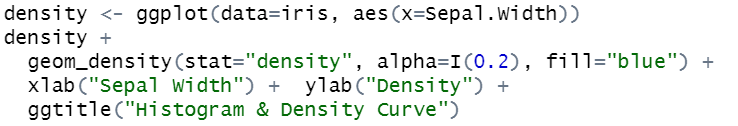 density <- ggplot(data=iris, aes(x=Sepal.Width))
density +
  geom_density(stat="density", alpha=I(0.2), fill="blue") +
  xlab("Sepal Width") +  ylab("Density") +
  ggtitle("Histogram & Density Curve")